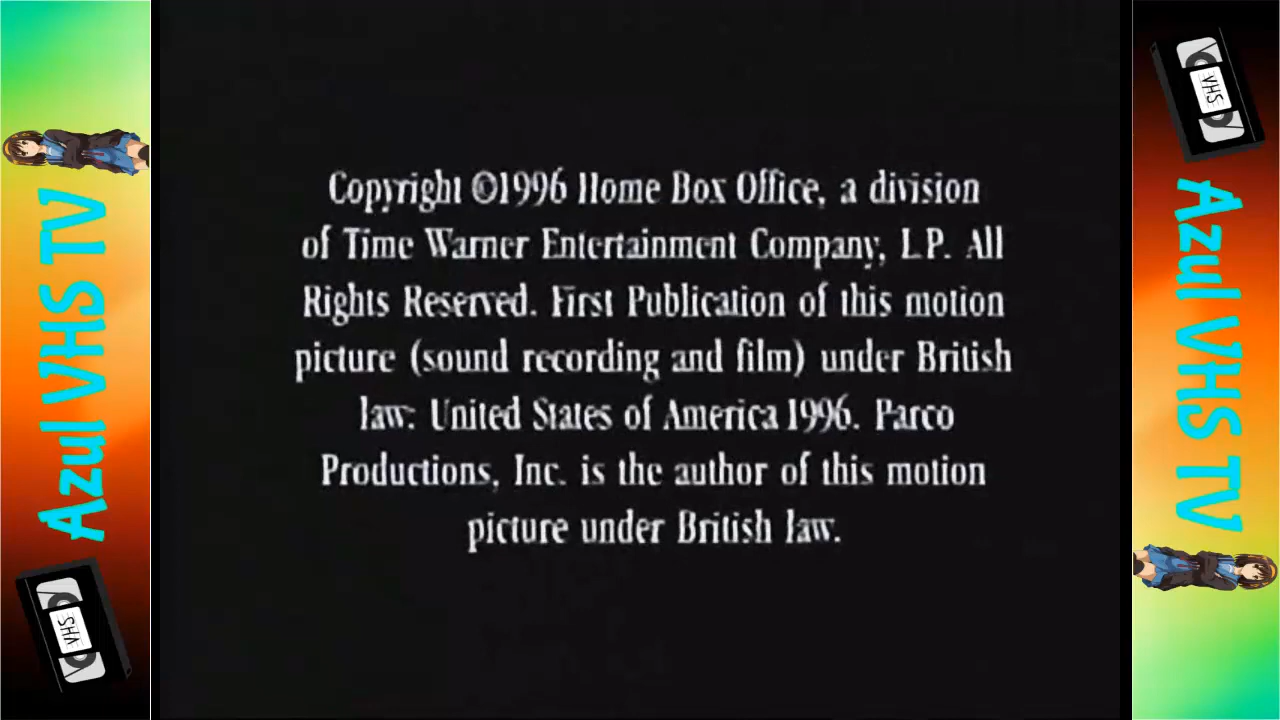 Copyright ©1996 Home Box Office, a division
of Time Warner Entertainment Company, L.P. All
Rights Reserved. First Publication of this motion
picture (sound recording and film) under British
law: United States of America 1996. Parco
Productions, Inc. is the author of this motion
picture under British law.
Azul VHS TV
VHS
VHS
Azul VHS TV